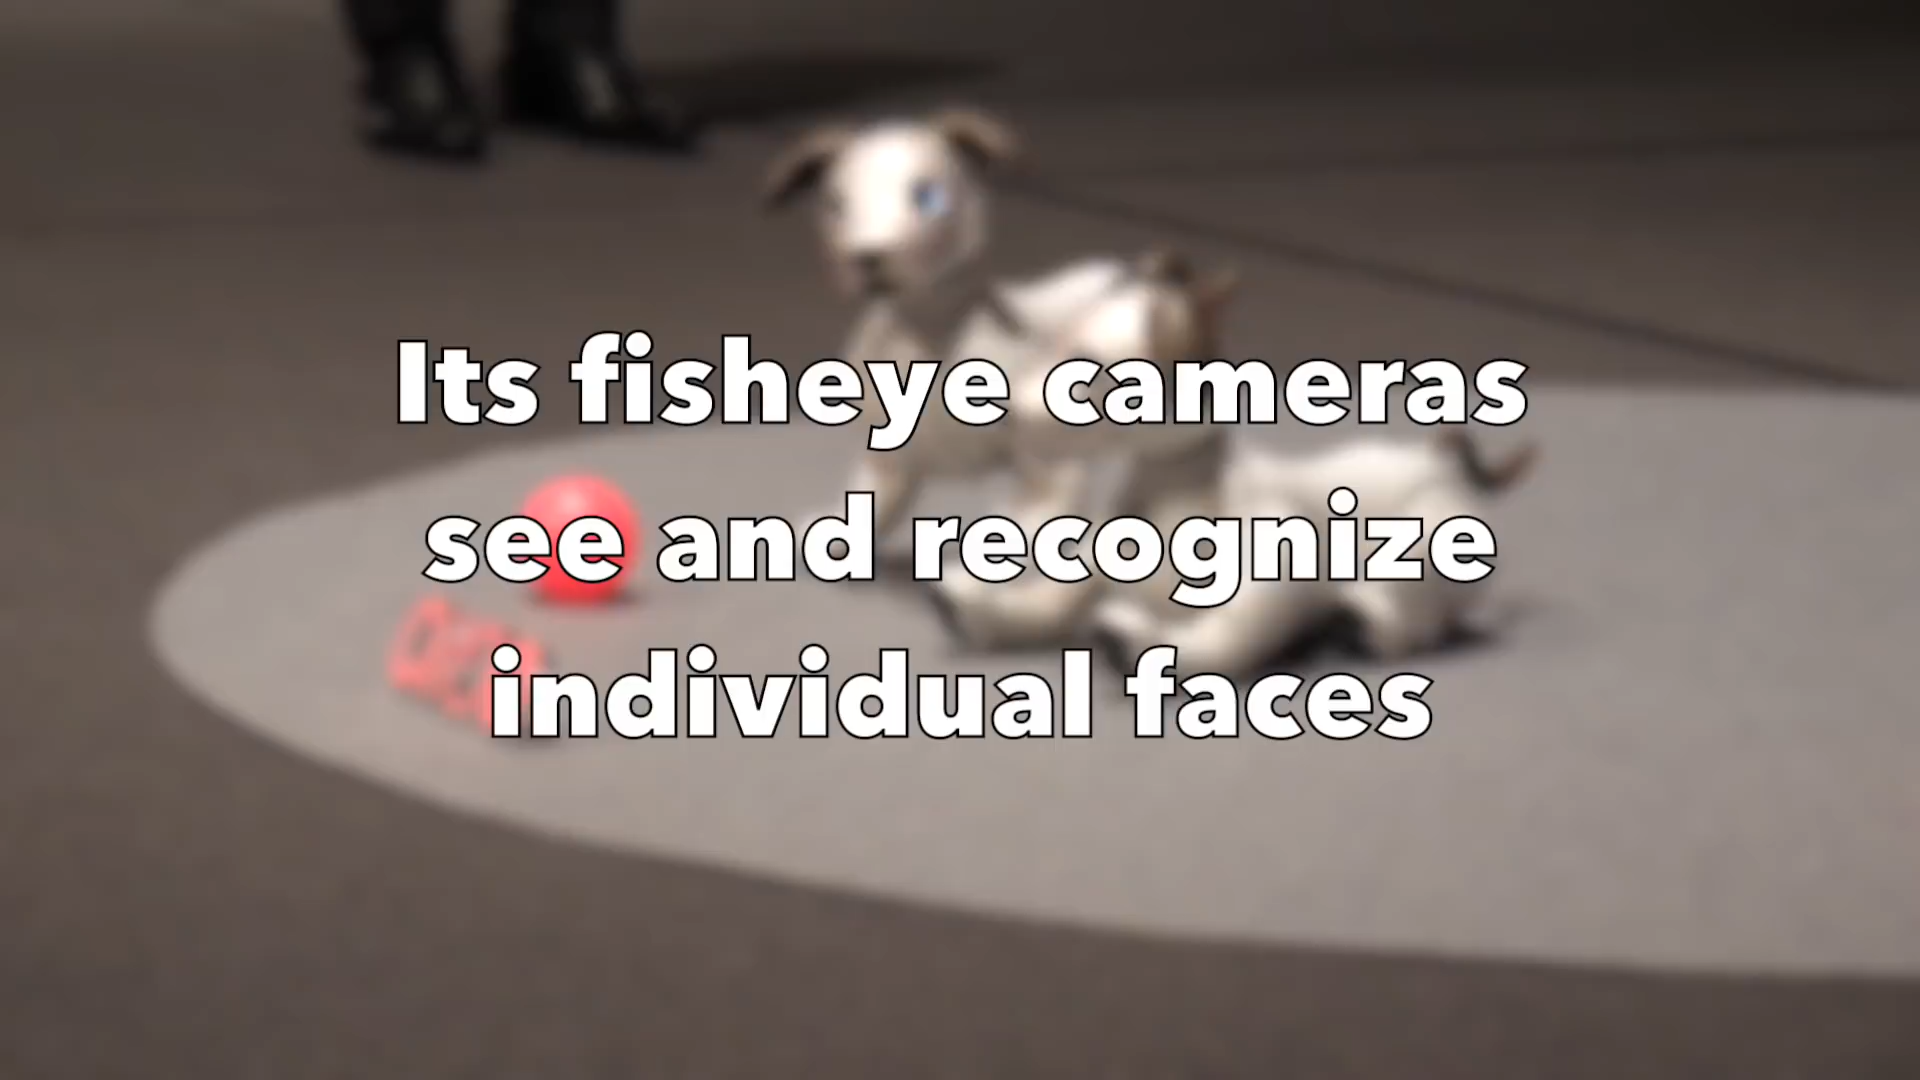 Its fisheye cameras
see and recognize
individual faces